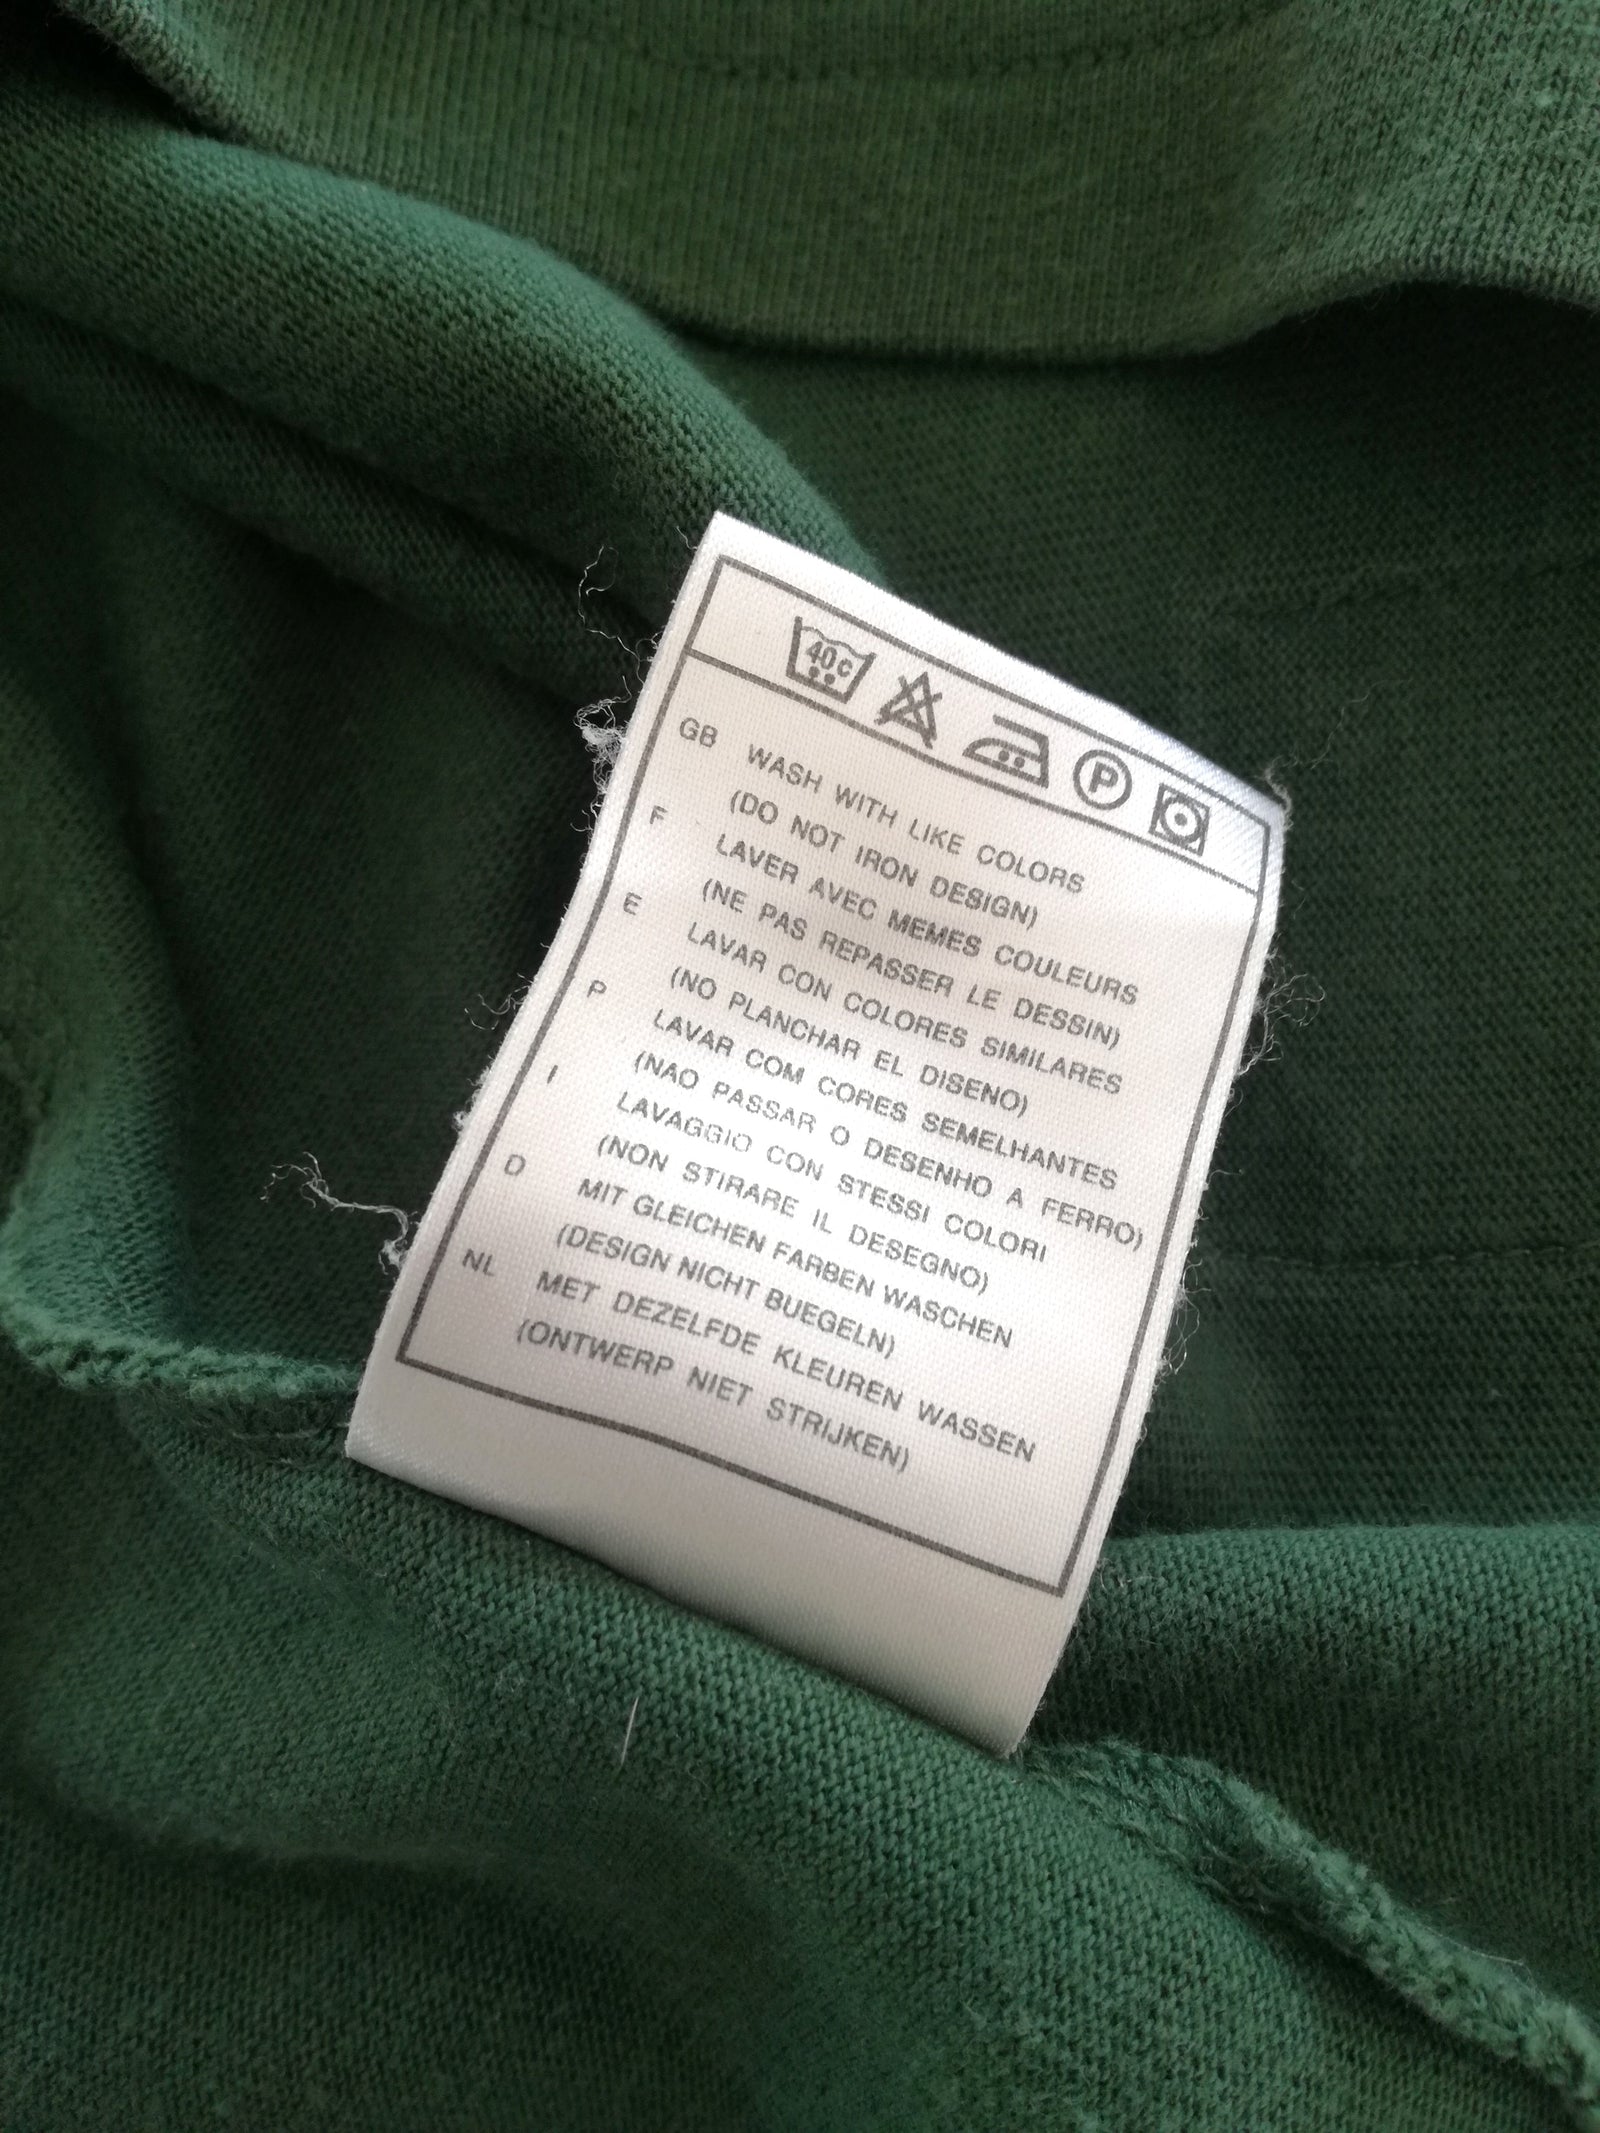 40c
P
GB WASH WITH LIKE COLORS
(DO NOT IRON DESIGN)
F LAVER AVEC MEMES COULEURS
(NE PAS REPASSER LE DESSIN)
E LAVAR CON COLORES SIMILARES
(NO PLANCHAR EL DISENO)
P LAVAR COM CORES SEMELHANTES
(NAO PASSAR O DESENHO A FERRO)
I LAVAGGIO CON STESSI COLORI
(NON STIRARE IL DESEGNO)
D MIT GLEICHEN FARBEN WASCHEN
(DESIGN NICHT BUEGELN)
NL MET DEZELFDE KLEUREN WASSEN
(ONTWERP NIET STRIJKEN)